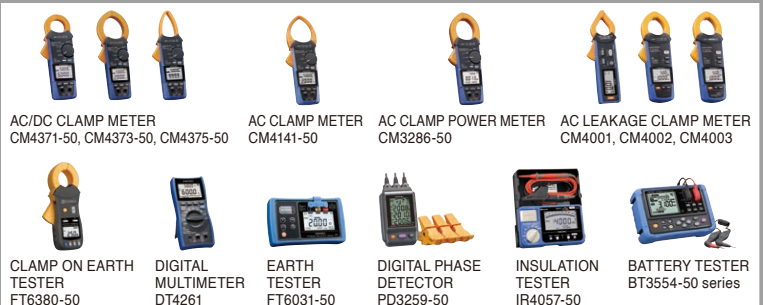 AC/DC CLAMP METER
CM4371-50, CM4373-50, CM4375-50
AC CLAMP METER
CM4141-50
AC CLAMP POWER METER
CM3286-50
AC LEAKAGE CLAMP METER
CM4001, CM4002, CM4003
CLAMP ON EARTH
TESTER
FT6380-50
DIGITAL
MULTIMETER
DT4261
EARTH
TESTER
FT6031-50
DIGITAL PHASE
DETECTOR
PD3259-50
INSULATION
TESTER
IR4057-50
BATTERY TESTER
BT3554-50 series